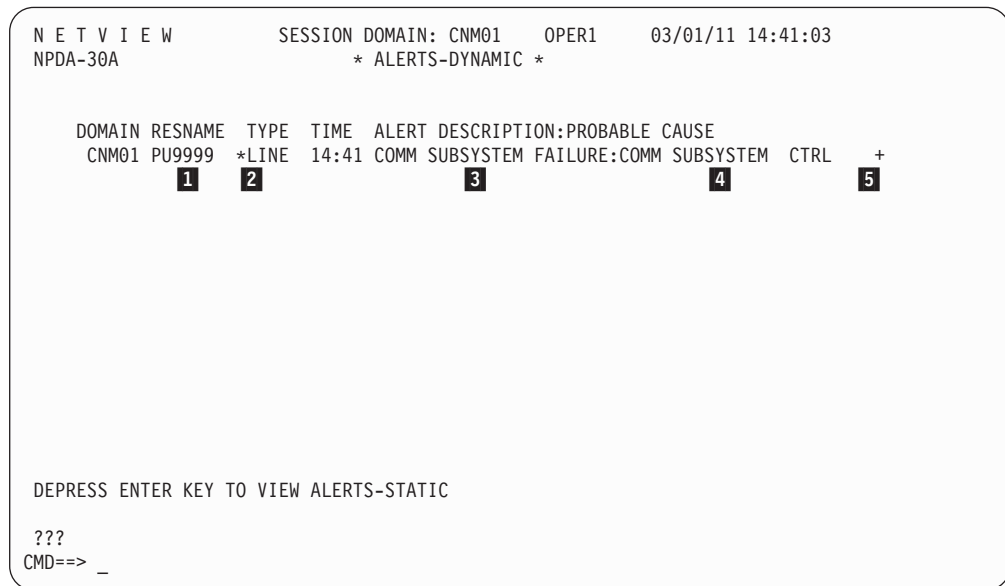 N E T V I E W SESSION DOMAIN: CNM01 OPER1 03/01/11 14:41:03
NPDA-30A * ALERTS-DYNAMIC *
DOMAIN RESNAME TYPE TIME ALERT DESCRIPTION:PROBABLE CAUSE
CNM01 PU9999 *LINE 14:41 COMM SUBSYSTEM FAILURE:COMM SUBSYSTEM CTRL +
1 2 3 4 5
DEPRESS ENTER KEY TO VIEW ALERTS-STATIC
???
CMD==> _